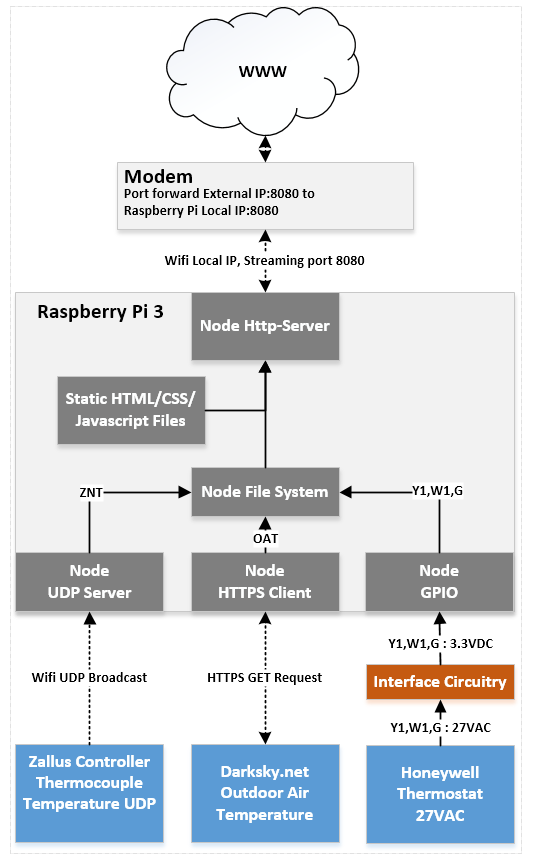 WWW
Modem
Port forward External IP:8080 to
Raspberry Pi Local IP:8080
Wifi Local IP, Streaming port 8080
Raspberry Pi 3
Node Http-Server
Static HTML/CSS/
Javascript Files
ZNT
Node File System
Y1,W1,G
OAT
Node
UDP Server
Node
HTTPS Client
Node
GPIO
Y1,W1,G : 3.3VDC
Wifi UDP Broadcast
HTTPS GET Request
Interface Circuitry
Y1,W1,G : 27VAC
Zallus Controller
Thermocouple
Temperature UDP
Darksky.net
Outdoor Air
Temperature
Honeywell
Thermostat
27VAC